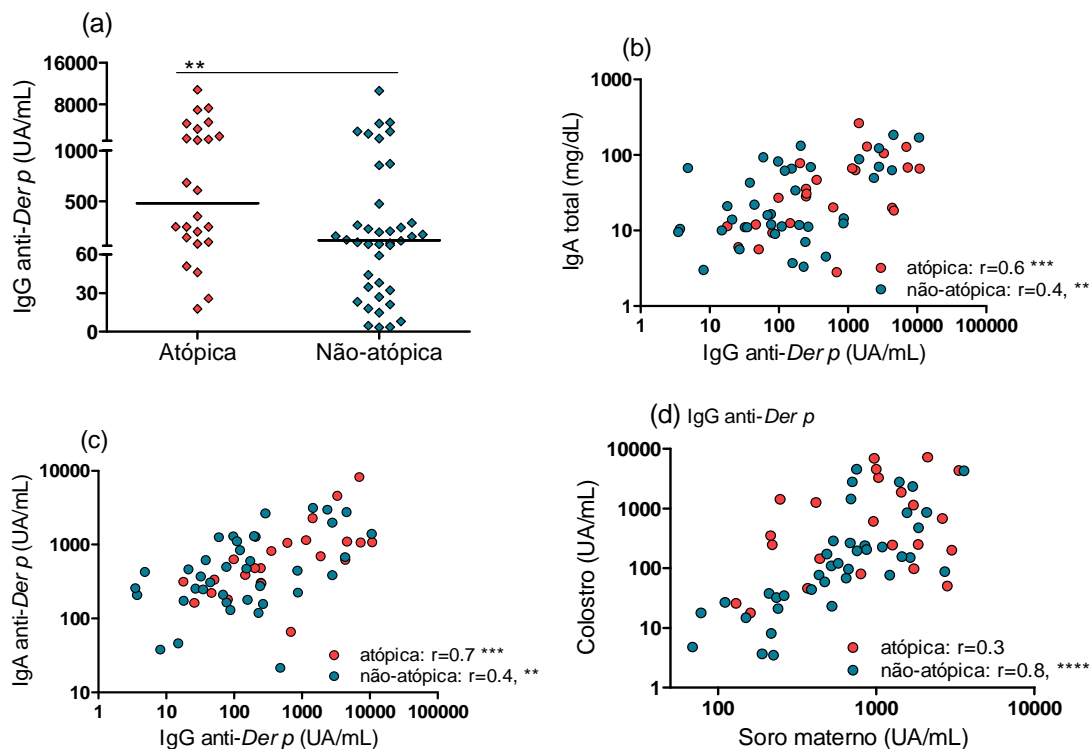 (a)
**
16000
8000
1000
500
60
30
0
IgG anti-Der p (UA/mL)
Atópica
Não-atópica
(b)
1000
100
10
1
IgA total (mg/dL)
atópica: r=0.6 ***
não-atópica: r=0.4, **
1 10 100 1000 10000 100000
IgG anti-Der p (UA/mL)
(c)
10000
1000
100
10
IgA anti-Der p (UA/mL)
atópica: r=0.7 ***
não-atópica: r=0.4, **
1 10 100 1000 10000 100000
IgG anti-Der p (UA/mL)
(d) IgG anti-Der p
10000
1000
100
10
1
Colostro (UA/mL)
atópica: r=0.3
não-atópica: r=0.8, ****
100 1000 10000
Soro materno (UA/mL)